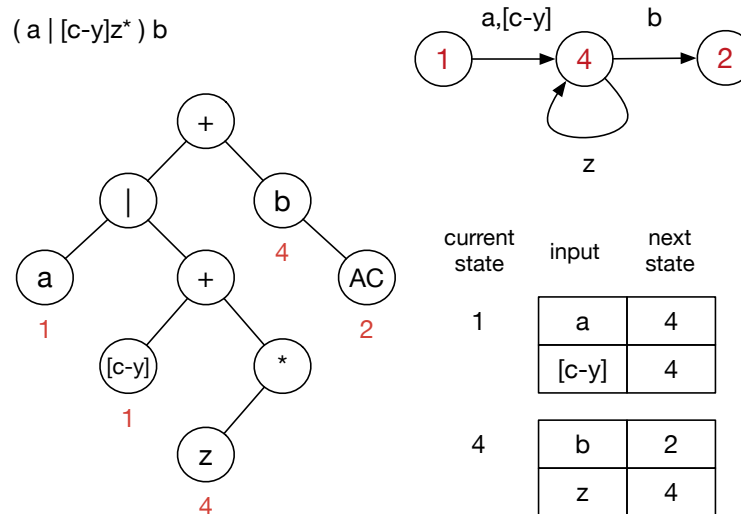 ( a | [c-y]z* ) b
a,[c-y]
b
1
4
2
z
+
|
b
4
a
1
+
AC
2
[c-y]
1
*
z
4
current state
input
next state
1
a
4
[c-y]
4
4
b
2
z
4